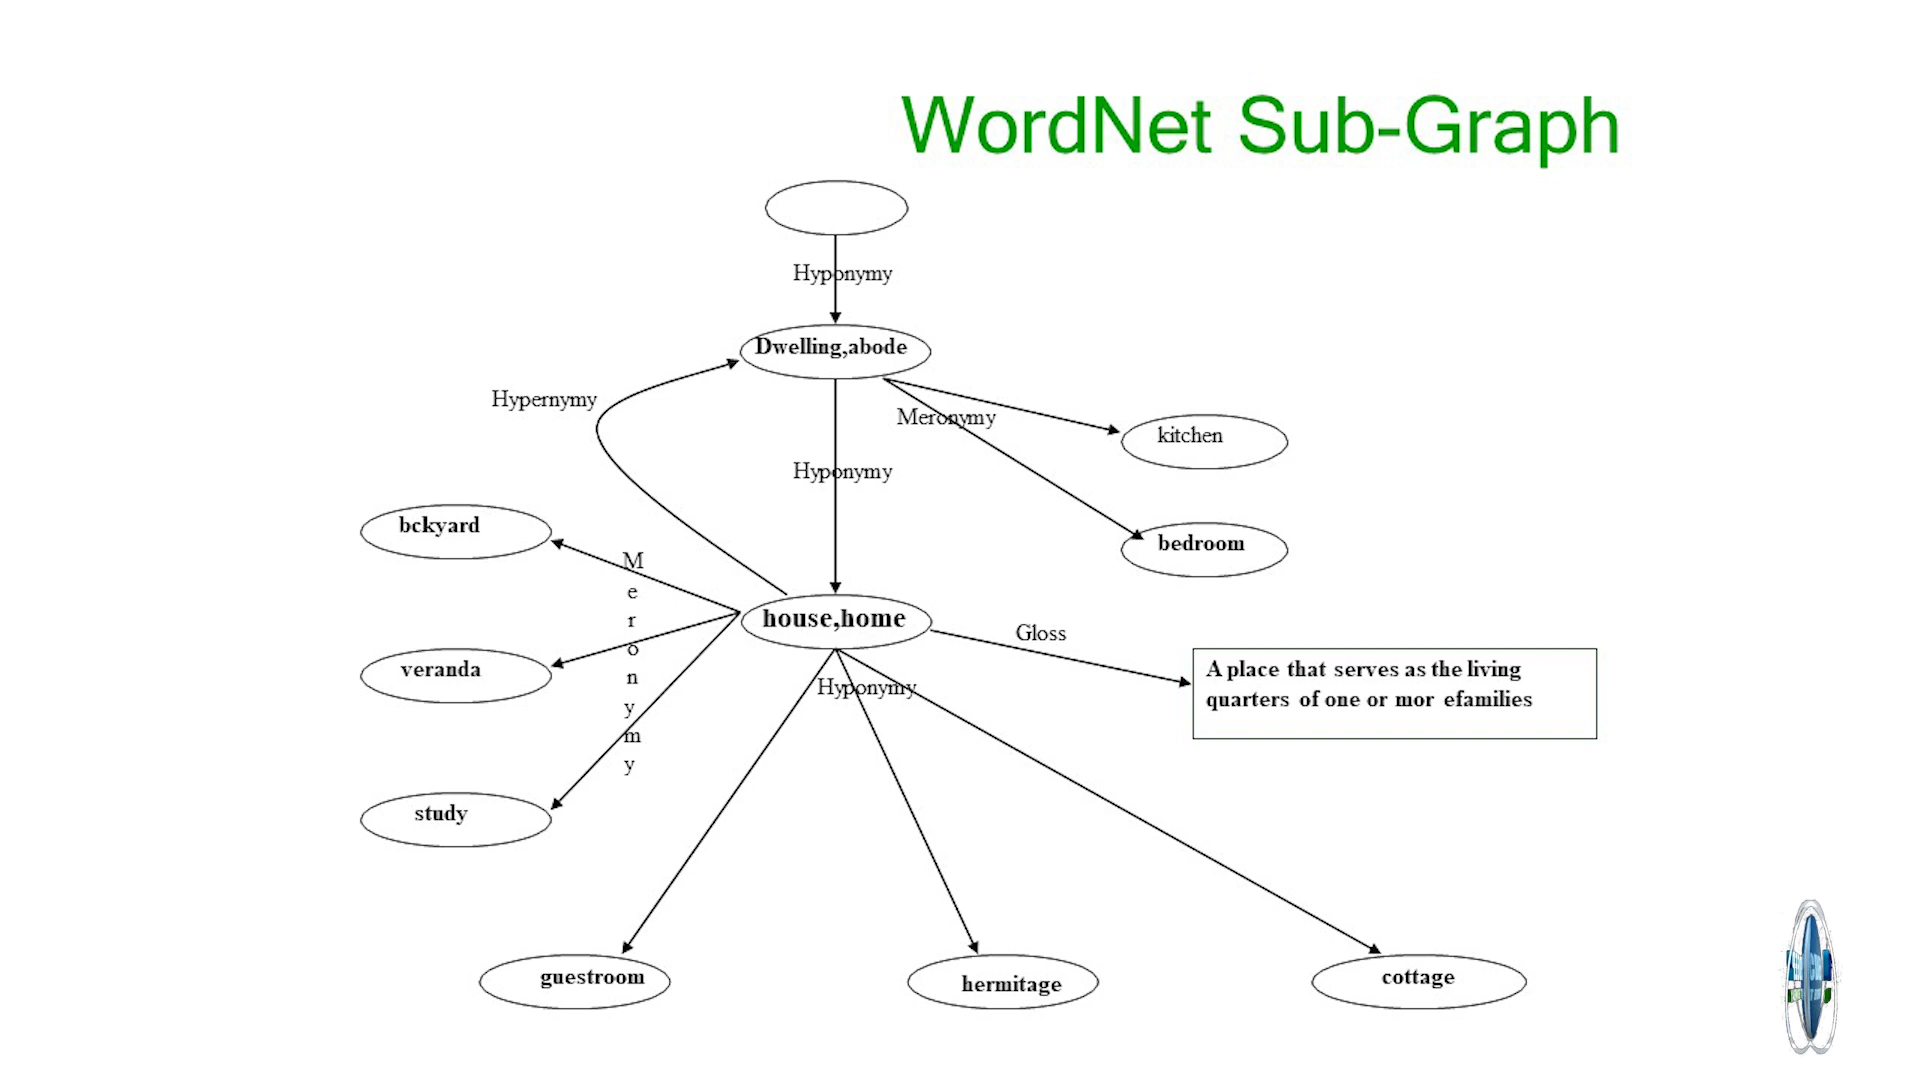 WordNet Sub-Graph
Hyponymy
Dwelling,abode
Hypernymy
Meronymy
kitchen
Hyponymy
bckyard
bedroom
Meronymy
house,home
Gloss
veranda
A place that serves as the living
quarters of one or mor efamilies
Hyponymy
study
guestroom
hermitage
cottage